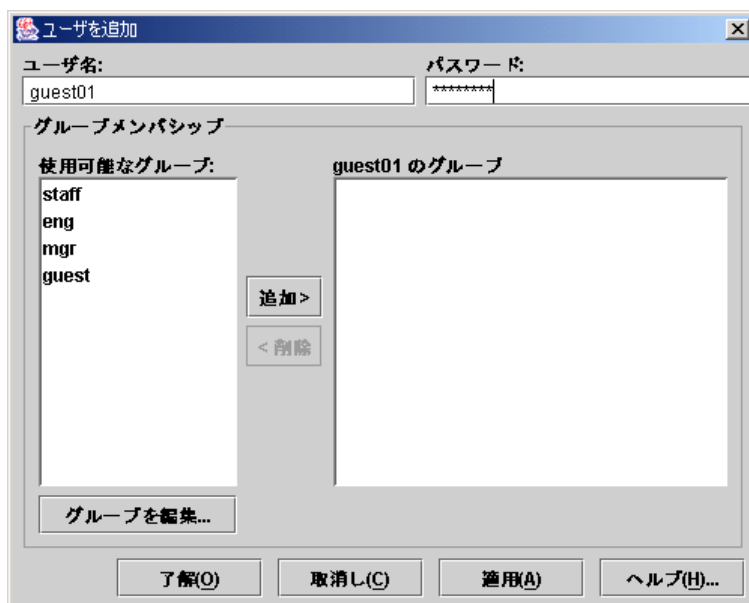 ユーザを追加
ユーザ名:
パスワード:
guest01
********
グループメンバシップ
使用可能なグループ:
guest01 のグループ
staff
eng
mgr
guest
追加>
< 削除
グループを編集...
了解(O)
取消し(C)
適用(A)
ヘルプ(H)...